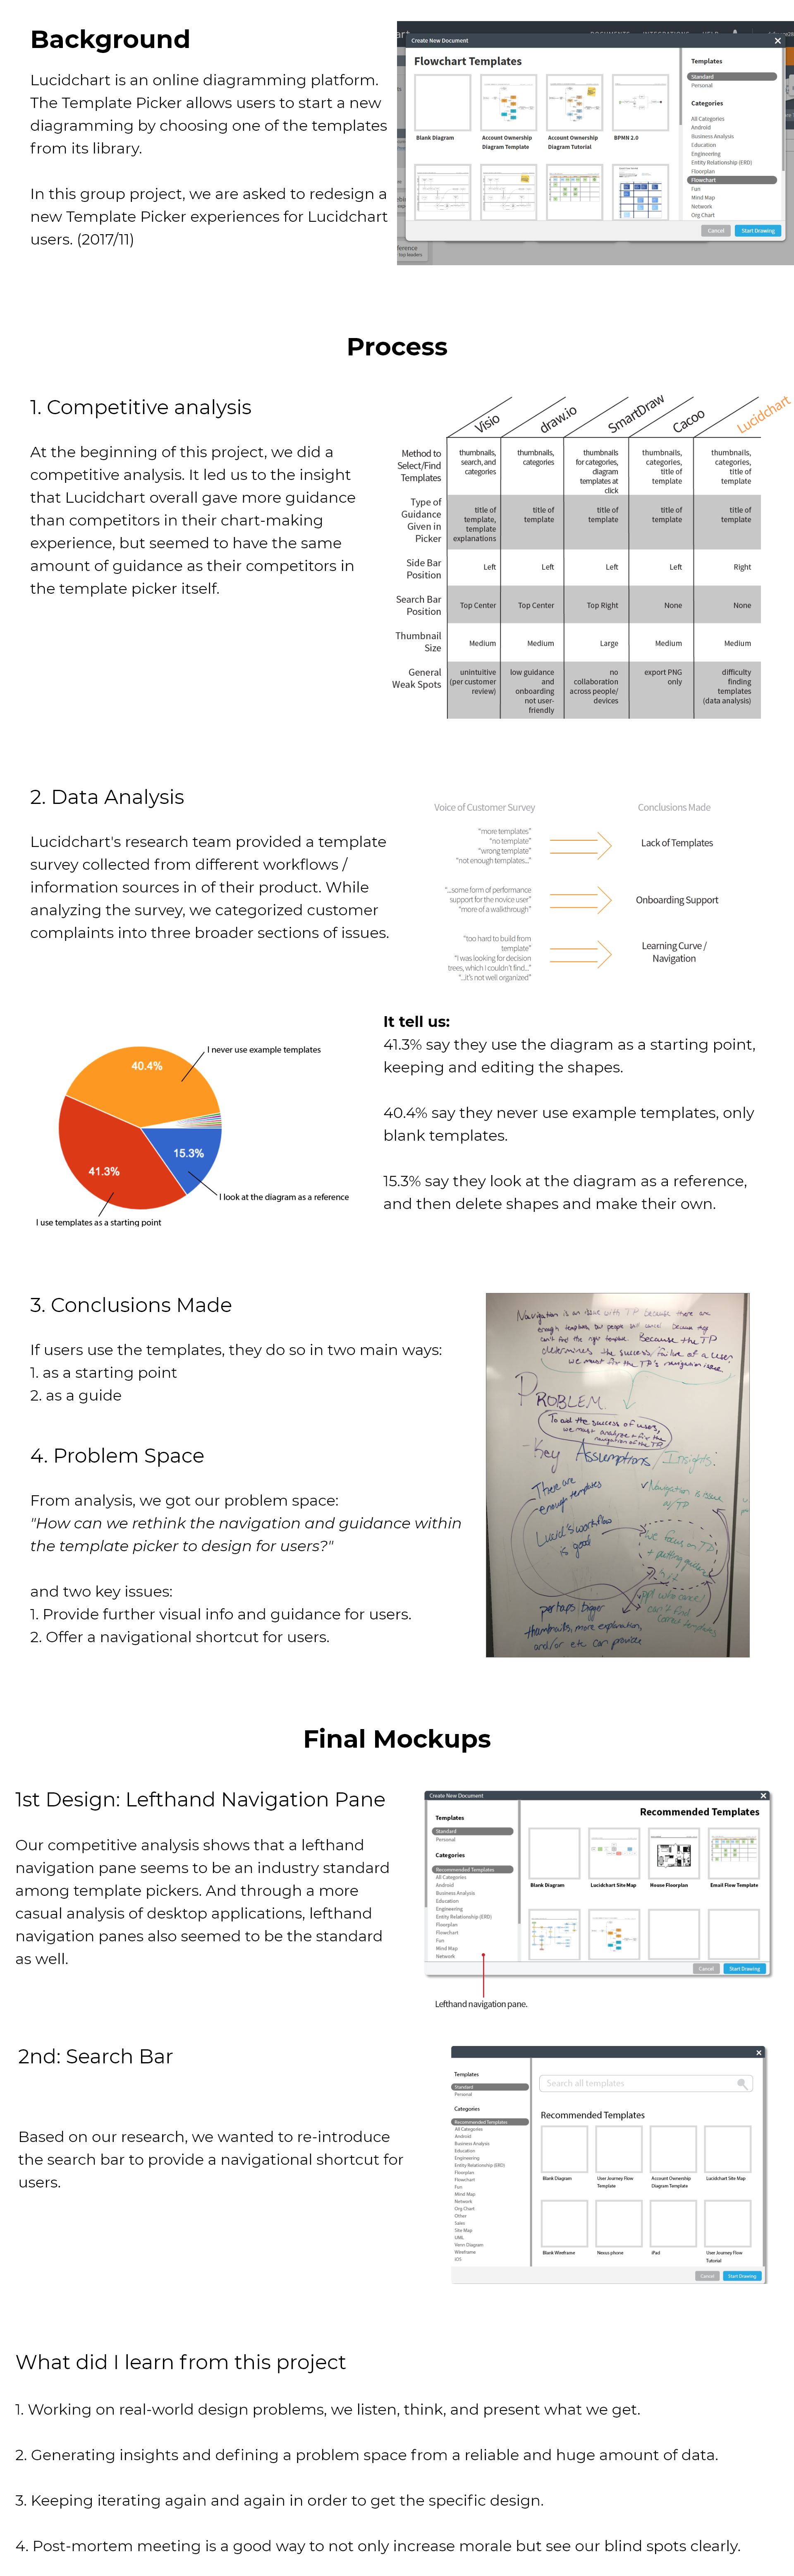 Background
Lucidchart is an online diagramming platform.
The Template Picker allows users to start a new
diagramming by choosing one of the templates
from its library.
In this group project, we are asked to redesign a
new Template Picker experiences for Lucidchart
users. (2017/11)
Create New Document
Flowchart Templates
Blank Diagram
Account Ownership
Diagram Template
Account Ownership
Diagram Tutorial
BPMN 2.0
Templates
Standard
Personal
Categories
All Categories
Android
Business Analysis
Education
Engineering
Entity Relationship (ERD)
Floorplan
Flowchart
Fun
Mind Map
Network
Org Chart
Cancel
Start Drawing
Process
1. Competitive analysis
At the beginning of this project, we did a
competitive analysis. It led us to the insight
that Lucidchart overall gave more guidance
than competitors in their chart-making
experience, but seemed to have the same
amount of guidance as their competitors in
the template picker itself.
Visio
draw.io
SmartDraw
Cacoo
Lucidchart
Method to
Select/Find
Templates
thumbnails,
search, and
categories
thumbnails,
categories
thumbnails
for categories,
diagram
templates at
click
thumbnails,
categories,
title of
template
thumbnails,
categories,
title of
template
Type of
Guidance
Given in
Picker
title of
template,
template
explanations
title of
template
title of
template
title of
template
title of
template
Side Bar
Position
Left
Left
Left
Left
Right
Search Bar
Position
Top Center
Top Center
Top Right
None
None
Thumbnail
Size
Medium
Medium
Large
Medium
Medium
General
Weak Spots
unintuitive
(per customer
review)
low guidance
and
onboarding
not user-
friendly
no
collaboration
across people/
devices
export PNG
only
difficulty
finding
templates
(data analysis)
2. Data Analysis
Lucidchart's research team provided a template
survey collected from different workflows /
information sources in of their product. While
analyzing the survey, we categorized customer
complaints into three broader sections of issues.
Voice of Customer Survey
Conclusions Made
"more templates"
"no template"
"wrong template"
"not enough templates..."
Lack of Templates
"...some form of performance
support for the novice user"
"more of a walkthrough"
Onboarding Support
"too hard to build from
template"
"I was looking for decision
trees, which I couldn't find..."
"...It's not well organized"
Learning Curve /
Navigation
I never use example templates
40.4%
15.3%
41.3%
I look at the diagram as a reference
I use templates as a starting point
It tell us:
41.3% say they use the diagram as a starting point,
keeping and editing the shapes.
40.4% say they never use example templates, only
blank templates.
15.3% say they look at the diagram as a reference,
and then delete shapes and make their own.
3. Conclusions Made
If users use the templates, they do so in two main ways:
1. as a starting point
2. as a guide
4. Problem Space
From analysis, we got our problem space:
"How can we rethink the navigation and guidance within
the template picker to design for users?"
and two key issues:
1. Provide further visual info and guidance for users.
2. Offer a navigational shortcut for users.
Navigation is an issue with TP because there are
enough templates, but people still cancel because they
can't find the right template. Because the TP
determines the success/failure of a user
we must fix the TP's navigation issue.
PROBLEM
To aid the success of users,
we must analyze + fix the
navigation of the TP
Key Assumptions/Insights:
There are
enough templates
Navigation is issue
w/TP
Lucid's workflow
is good
we focus on TP
perhaps bigger
thumbnails, more explanation,
and/or etc can provide
ppl who cancel
can't find
correct templates
Final Mockups
1st Design: Lefthand Navigation Pane
Our competitive analysis shows that a lefthand
navigation pane seems to be an industry standard
among template pickers. And through a more
casual analysis of desktop applications, lefthand
navigation panes also seemed to be the standard
as well.
Create New Document
Templates
Standard
Personal
Categories
Recommended Templates
All Categories
Android
Business Analysis
Education
Engineering
Entity Relationship (ERD)
Floorplan
Flowchart
Fun
Mind Map
Network
Recommended Templates
Blank Diagram
Lucidchart Site Map
House Floorplan
Email Flow Template
Cancel
Start Drawing
Lefthand navigation pane.
2nd: Search Bar
Based on our research, we wanted to re-introduce
the search bar to provide a navigational shortcut for
users.
Templates
Standard
Personal
Categories
Recommended Templates
All Categories
Android
Business Analysis
Education
Engineering
Entity Relationship (ERD)
Floorplan
Flowchart
Fun
Mind Map
Network
Org Chart
Other
Sales
Site Map
UML
Venn Diagram
Wireframe
iOS
Search all templates
Recommended Templates
Blank Diagram
User Journey Flow
Template
Account Ownership
Diagram Template
Lucidchart Site Map
Blank Wireframe
Nexus phone
iPad
User Journey Flow
Tutorial
Cancel
Start Drawing
What did I learn from this project
1. Working on real-world design problems, we listen, think, and present what we get.
2. Generating insights and defining a problem space from a reliable and huge amount of data.
3. Keeping iterating again and again in order to get the specific design.
4. Post-mortem meeting is a good way to not only increase morale but see our blind spots clearly.